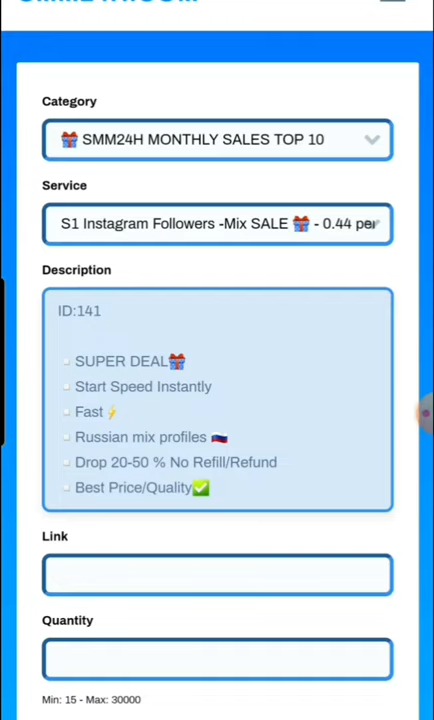 Category
🎁 SMM24H MONTHLY SALES TOP 10
Service
S1 Instagram Followers -Mix SALE 🎁 - 0.44 per
Description
ID:141
▫️SUPER DEAL🎁
▫️Start Speed Instantly
▫️Fast⚡
▫️Russian mix profiles 🇷🇺
▫️Drop 20-50 % No Refill/Refund
▫️Best Price/Quality✅
Link
Quantity
Min: 15 - Max: 30000